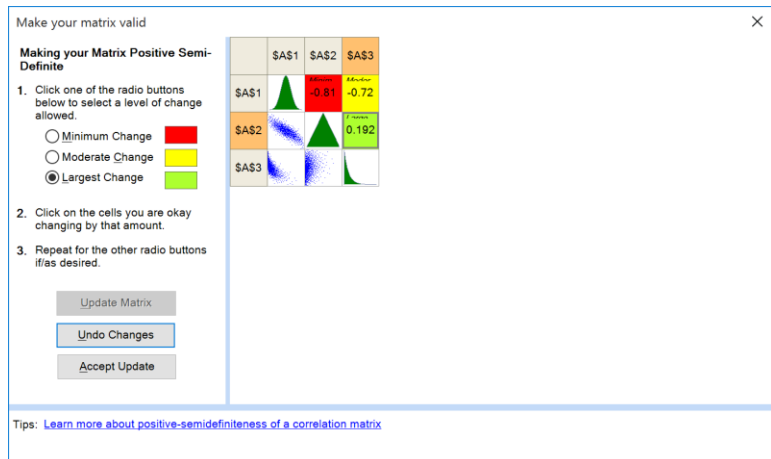 Make your matrix valid
Making your Matrix Positive Semi-
Definite
1. Click one of the radio buttons
below to select a level of change
allowed.
Minimum Change
Moderate Change
Largest Change
2. Click on the cells you are okay
changing by that amount.
3. Repeat for the other radio buttons
if/as desired.
Update Matrix
Undo Changes
Accept Update
$A$1 $A$2 $A$3
$A$1 -0.81 -0.72
$A$2 0.192
$A$3
Tips: Learn more about positive-semidefiniteness of a correlation matrix